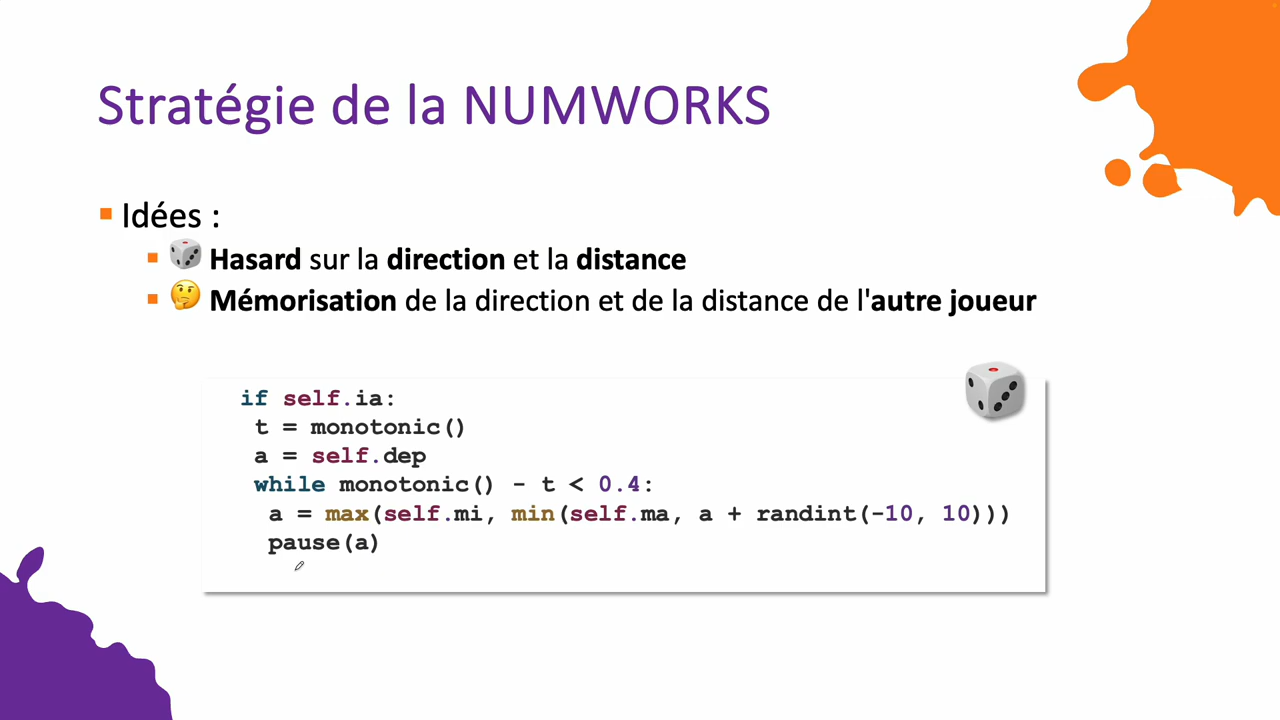 Stratégie de la NUMWORKS
Idées :
Hasard sur la direction et la distance
Mémorisation de la direction et de la distance de l'autre joueur
if self.ia:
t = monotonic()
a = self.dep
while monotonic() - t < 0.4:
a = max(self.mi, min(self.ma, a + randint(-10, 10)))
pause(a)